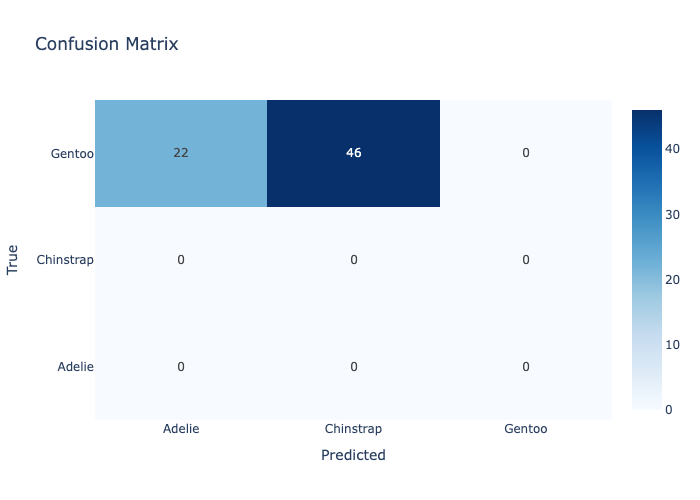 Confusion Matrix
Gentoo 22 46 0 40
30
Chinstrap 0 0 0 20
10
Adelie 0 0 0
0
Adelie Chinstrap Gentoo
Predicted
True